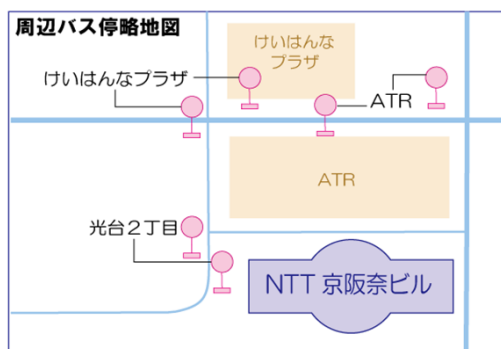 周辺バス停略地図
けいはんな
プラザ
けいはんなプラザ
ATR
ATR
光台2丁目
NTT 京阪奈ビル